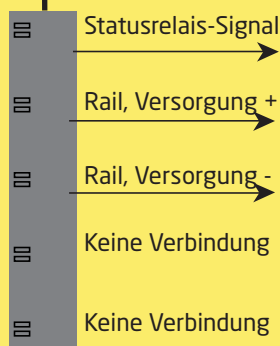 Statusrelais-Signal
Rail, Versorgung +
Rail, Versorgung -
Keine Verbindung
Keine Verbindung